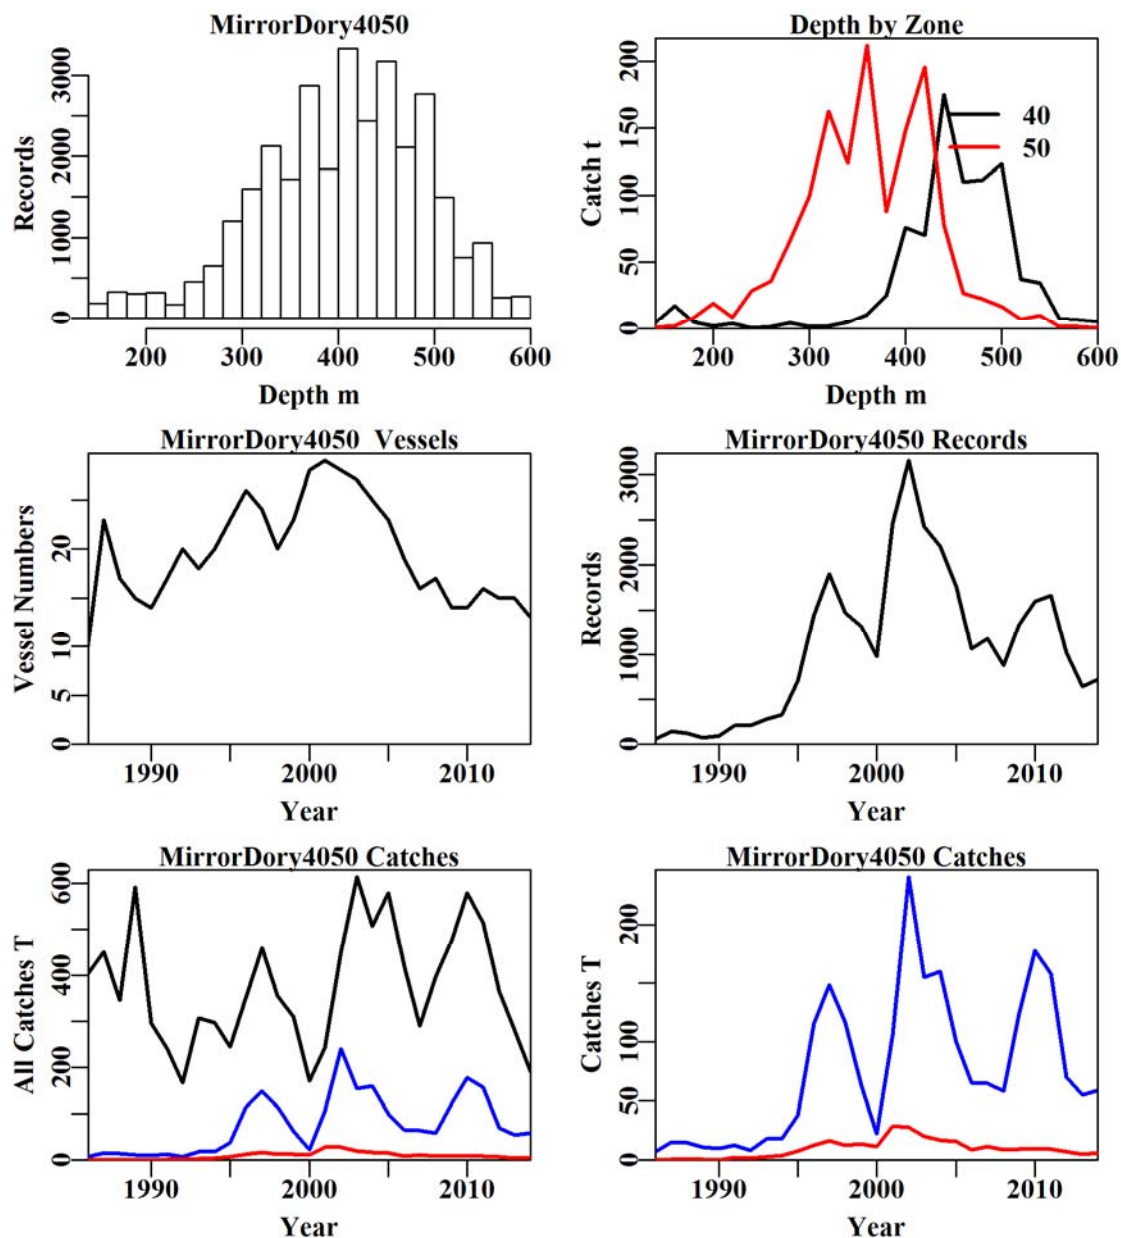 MirrorDory4050
Records
0
1000
2000
3000
200 300 400 500 600
Depth m
Depth by Zone
Catch t
0
50
100
150
200
40
50
200 300 400 500 600
Depth m
MirrorDory4050 Vessels
Vessel Numbers
0
5
10
20
1990 2000 2010
Year
MirrorDory4050 Records
Records
0
1000
2000
3000
1990 2000 2010
Year
MirrorDory4050 Catches
All Catches T
0
200
400
600
1990 2000 2010
Year
MirrorDory4050 Catches
Catches T
0
50
100
200
1990 2000 2010
Year